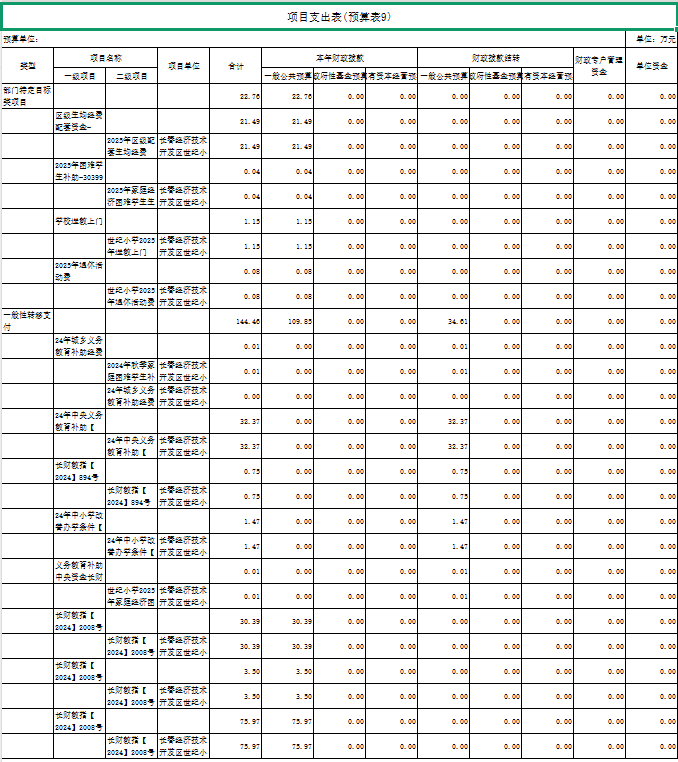 项目支出表(预算表9)
预算单位： 单位：万元
类型 项目名称 项目单位 合计 本年财政拨款 财政拨款结转 财政专户管理资金 单位资金
一级项目 二级项目 一般公共预算 政府性基金预算 有资本经营预 一般公共预算 政府性基金预算 有资本经营预
部门特定目标
类项目 22.76 22.76 0.00 0.00 0.00 0.00 0.00 0.00 0.00
区级生均经费
配套资金- 21.49 21.49 0.00 0.00 0.00 0.00 0.00 0.00 0.00
2025年区级配 长春经济技术
套生均经费 开发区世纪小 21.49 21.49 0.00 0.00 0.00 0.00 0.00 0.00 0.00
2025年困难学
生补助-30399 0.04 0.04 0.00 0.00 0.00 0.00 0.00 0.00 0.00
2025年家庭经 长春经济技术
济困难学生生 开发区世纪小 0.04 0.04 0.00 0.00 0.00 0.00 0.00 0.00 0.00
学校送教上门 1.15 1.15 0.00 0.00 0.00 0.00 0.00 0.00 0.00
世纪小学2025 长春经济技术
年送教上门 开发区世纪小 1.15 1.15 0.00 0.00 0.00 0.00 0.00 0.00 0.00
2025年退休活
动费 0.08 0.08 0.00 0.00 0.00 0.00 0.00 0.00 0.00
世纪小学2025 长春经济技术
年退休活动费 开发区世纪小 0.08 0.08 0.00 0.00 0.00 0.00 0.00 0.00 0.00
一般性转移支
付 144.46 109.85 0.00 0.00 34.61 0.00 0.00 0.00 0.00
24年城乡义务
教育补助经费 0.01 0.00 0.00 0.00 0.01 0.00 0.00 0.00 0.00
2024年秋季家 长春经济技术
庭困难学生补 开发区世纪小 0.01 0.00 0.00 0.00 0.01 0.00 0.00 0.00 0.00
24年城乡义务 长春经济技术
教育补助经费 开发区世纪小 0.00 0.00 0.00 0.00 0.00 0.00 0.00 0.00 0.00
24年中央义务
教育补助【 32.37 0.00 0.00 0.00 32.37 0.00 0.00 0.00 0.00
24年中央义务 长春经济技术
教育补助【 开发区世纪小 32.37 0.00 0.00 0.00 32.37 0.00 0.00 0.00 0.00
长财教指【
2024】894号 0.75 0.00 0.00 0.00 0.75 0.00 0.00 0.00 0.00
长财教指【 长春经济技术
2024】894号 开发区世纪小 0.75 0.00 0.00 0.00 0.75 0.00 0.00 0.00 0.00
24年中小学改
善办学条件【 1.47 0.00 0.00 0.00 1.47 0.00 0.00 0.00 0.00
24年中小学改 长春经济技术
善办学条件【 开发区世纪小 1.47 0.00 0.00 0.00 1.47 0.00 0.00 0.00 0.00
义务教育补助
中央资金长财 0.01 0.00 0.00 0.00 0.01 0.00 0.00 0.00 0.00
世纪小学2025 长春经济技术
年家庭经济困 开发区世纪小 0.01 0.00 0.00 0.00 0.01 0.00 0.00 0.00 0.00
长财教指【
2024】2008号 30.39 30.39 0.00 0.00 0.00 0.00 0.00 0.00 0.00
长财教指【 长春经济技术
2024】2008号 开发区世纪小 30.39 30.39 0.00 0.00 0.00 0.00 0.00 0.00 0.00
长财教指【
2024】2008号 3.50 3.50 0.00 0.00 0.00 0.00 0.00 0.00 0.00
长财教指【 长春经济技术
2024】2008号 开发区世纪小 3.50 3.50 0.00 0.00 0.00 0.00 0.00 0.00 0.00
长财教指【
2024】2008号 75.97 75.97 0.00 0.00 0.00 0.00 0.00 0.00 0.00
长财教指【 长春经济技术
2024】2008号 开发区世纪小 75.97 75.97 0.00 0.00 0.00 0.00 0.00 0.00 0.00